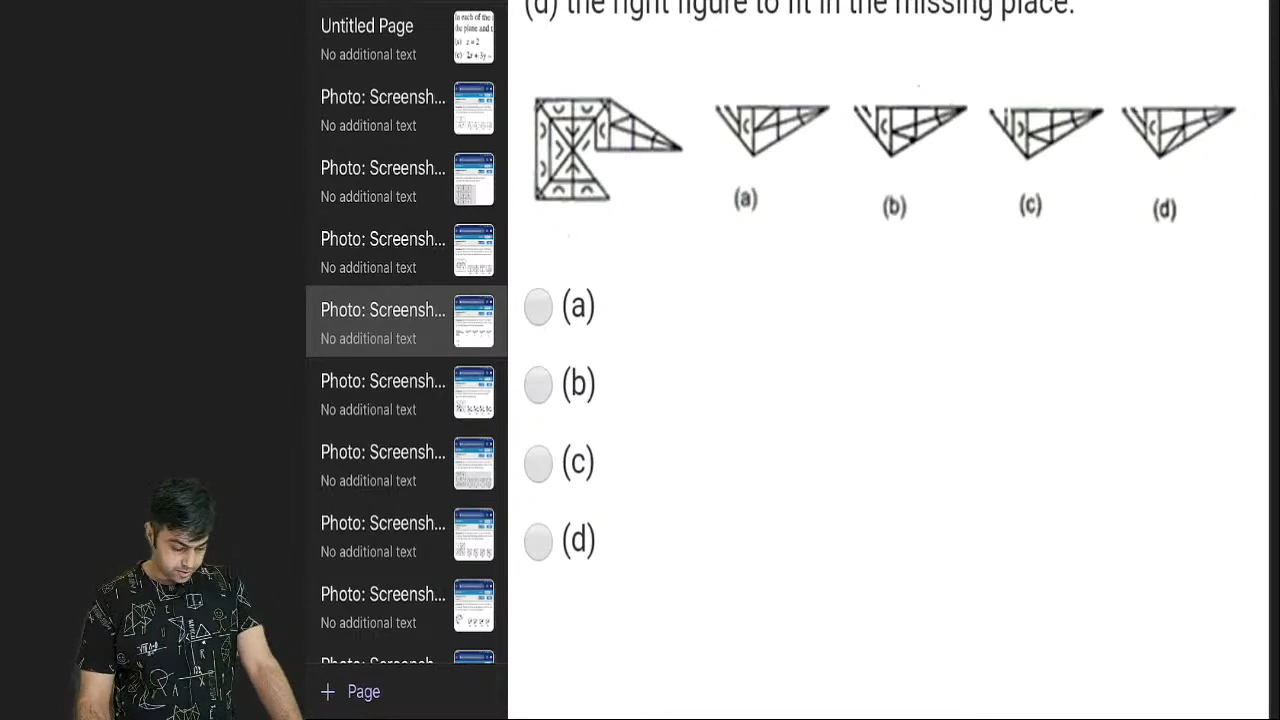 Untitled Page
No additional text
Photo: Screensh...
No additional text
Photo: Screensh...
No additional text
Photo: Screensh...
No additional text
Photo: Screensh...
No additional text
Photo: Screensh...
No additional text
Photo: Screensh...
No additional text
Photo: Screensh...
No additional text
Photo: Screensh...
No additional text
Photo: Screensh...
+ Page
(d) the right figure to fit in the missing place.
(a)
(b)
(c)
(d)
(a)
(b)
(c)
(d)